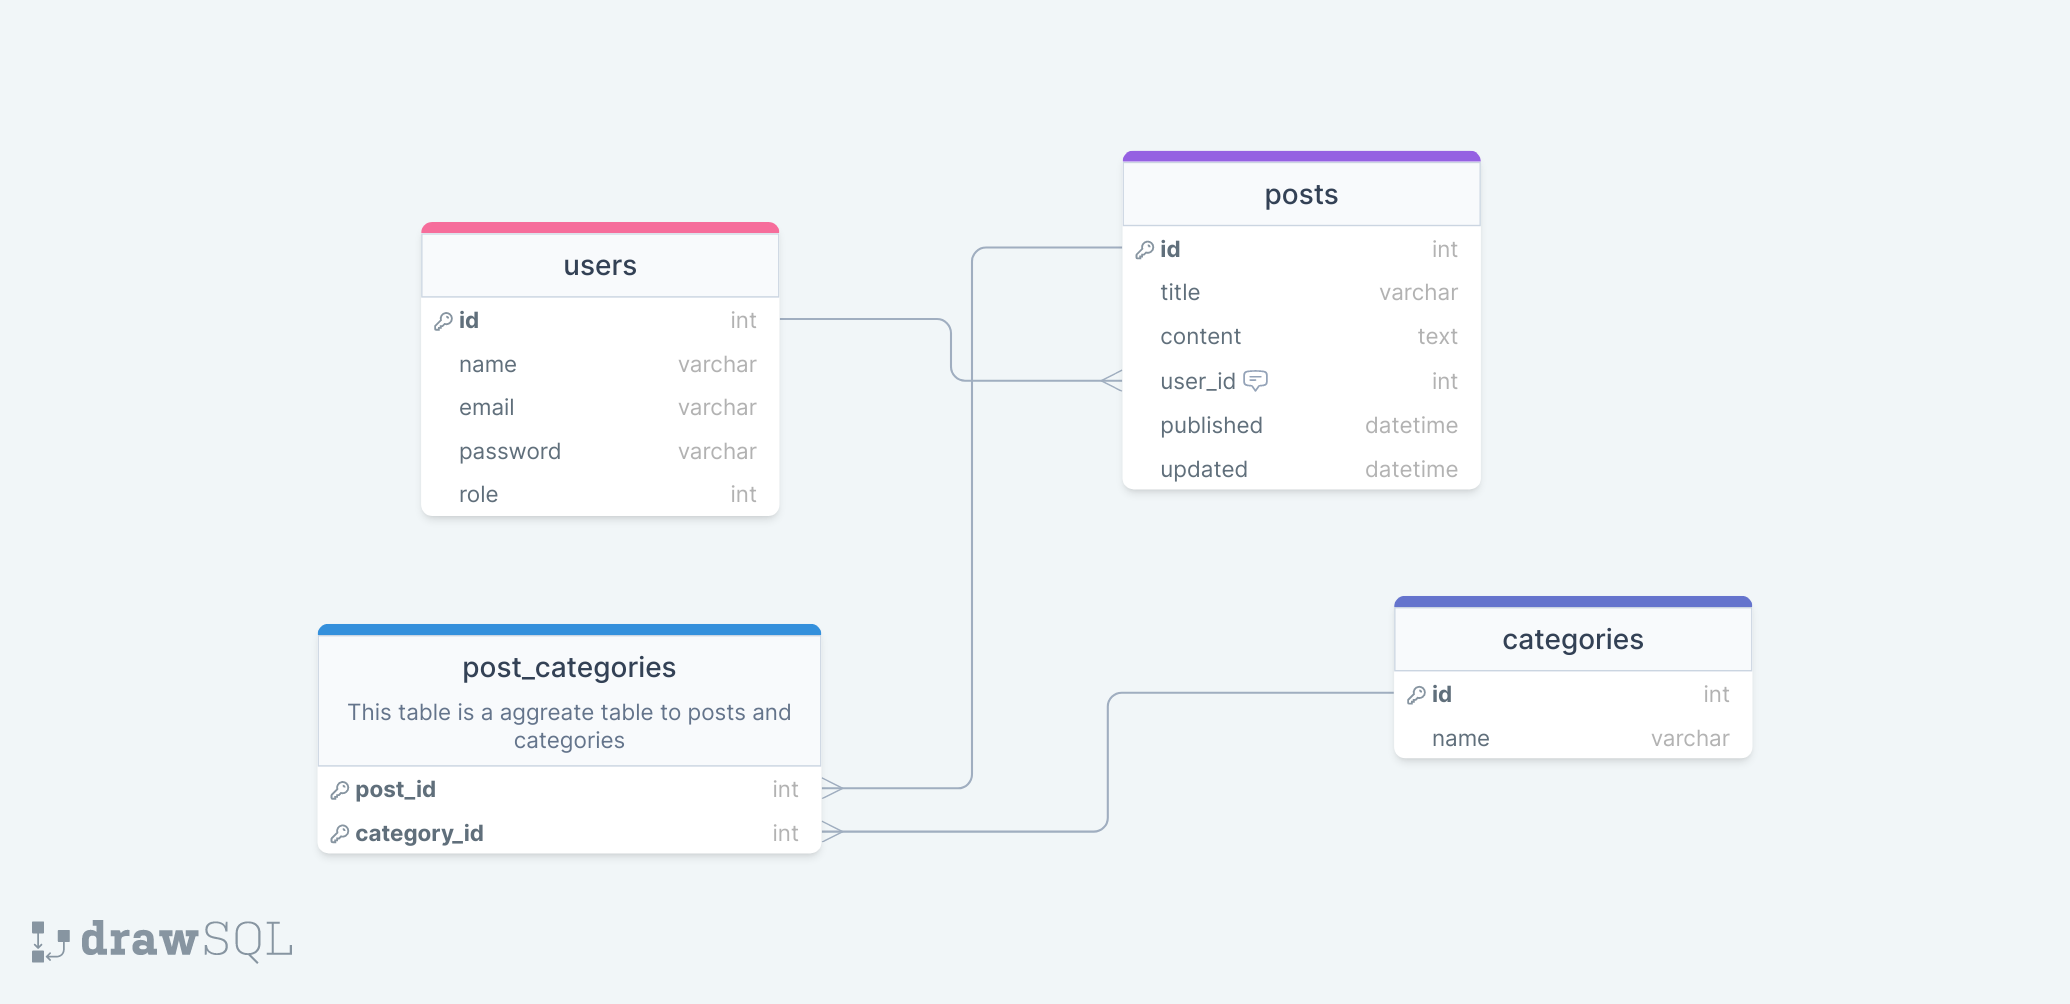 users
id int
name varchar
email varchar
password varchar
role int
posts
id int
title varchar
content text
user_id int
published datetime
updated datetime
post_categories
This table is a aggreate table to posts and
categories
post_id int
category_id int
categories
id int
name varchar
drawSQL